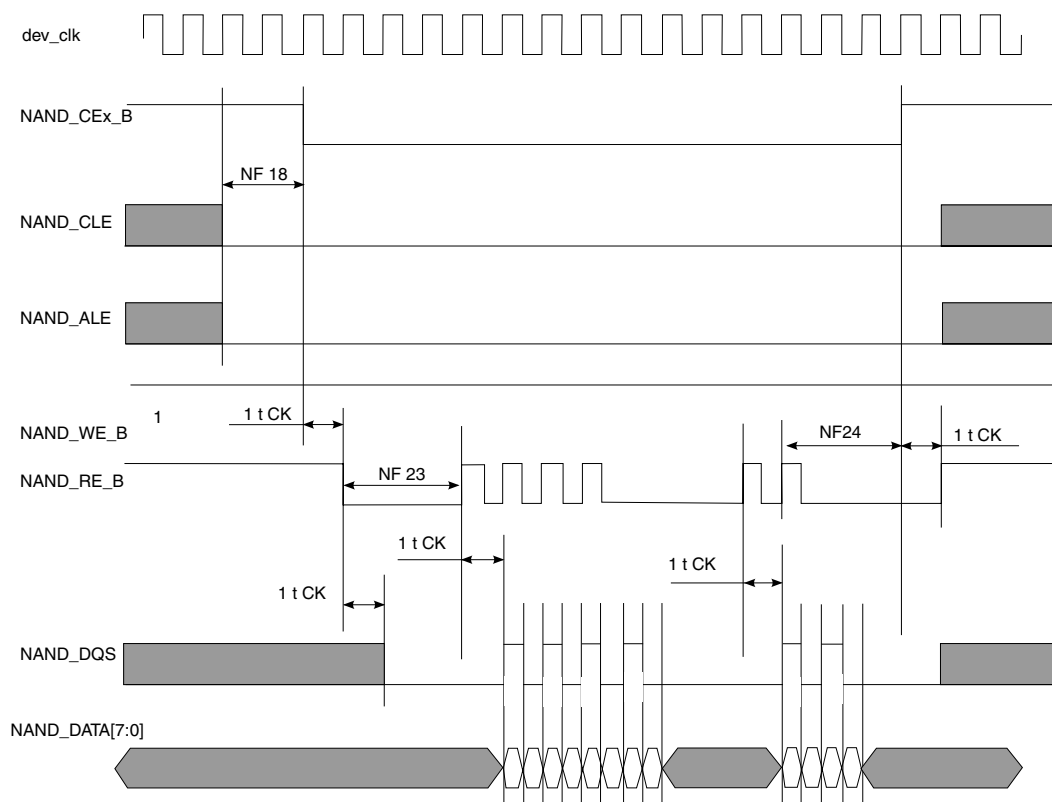 dev_clk
NAND_CEx_B
NF 18
NAND_CLE
NAND_ALE
1
1 t CK
NAND_WE_B
NF24
1 t CK
NAND_RE_B
NF 23
1 t CK
1 t CK
1 t CK
NAND_DQS
NAND_DATA[7:0]